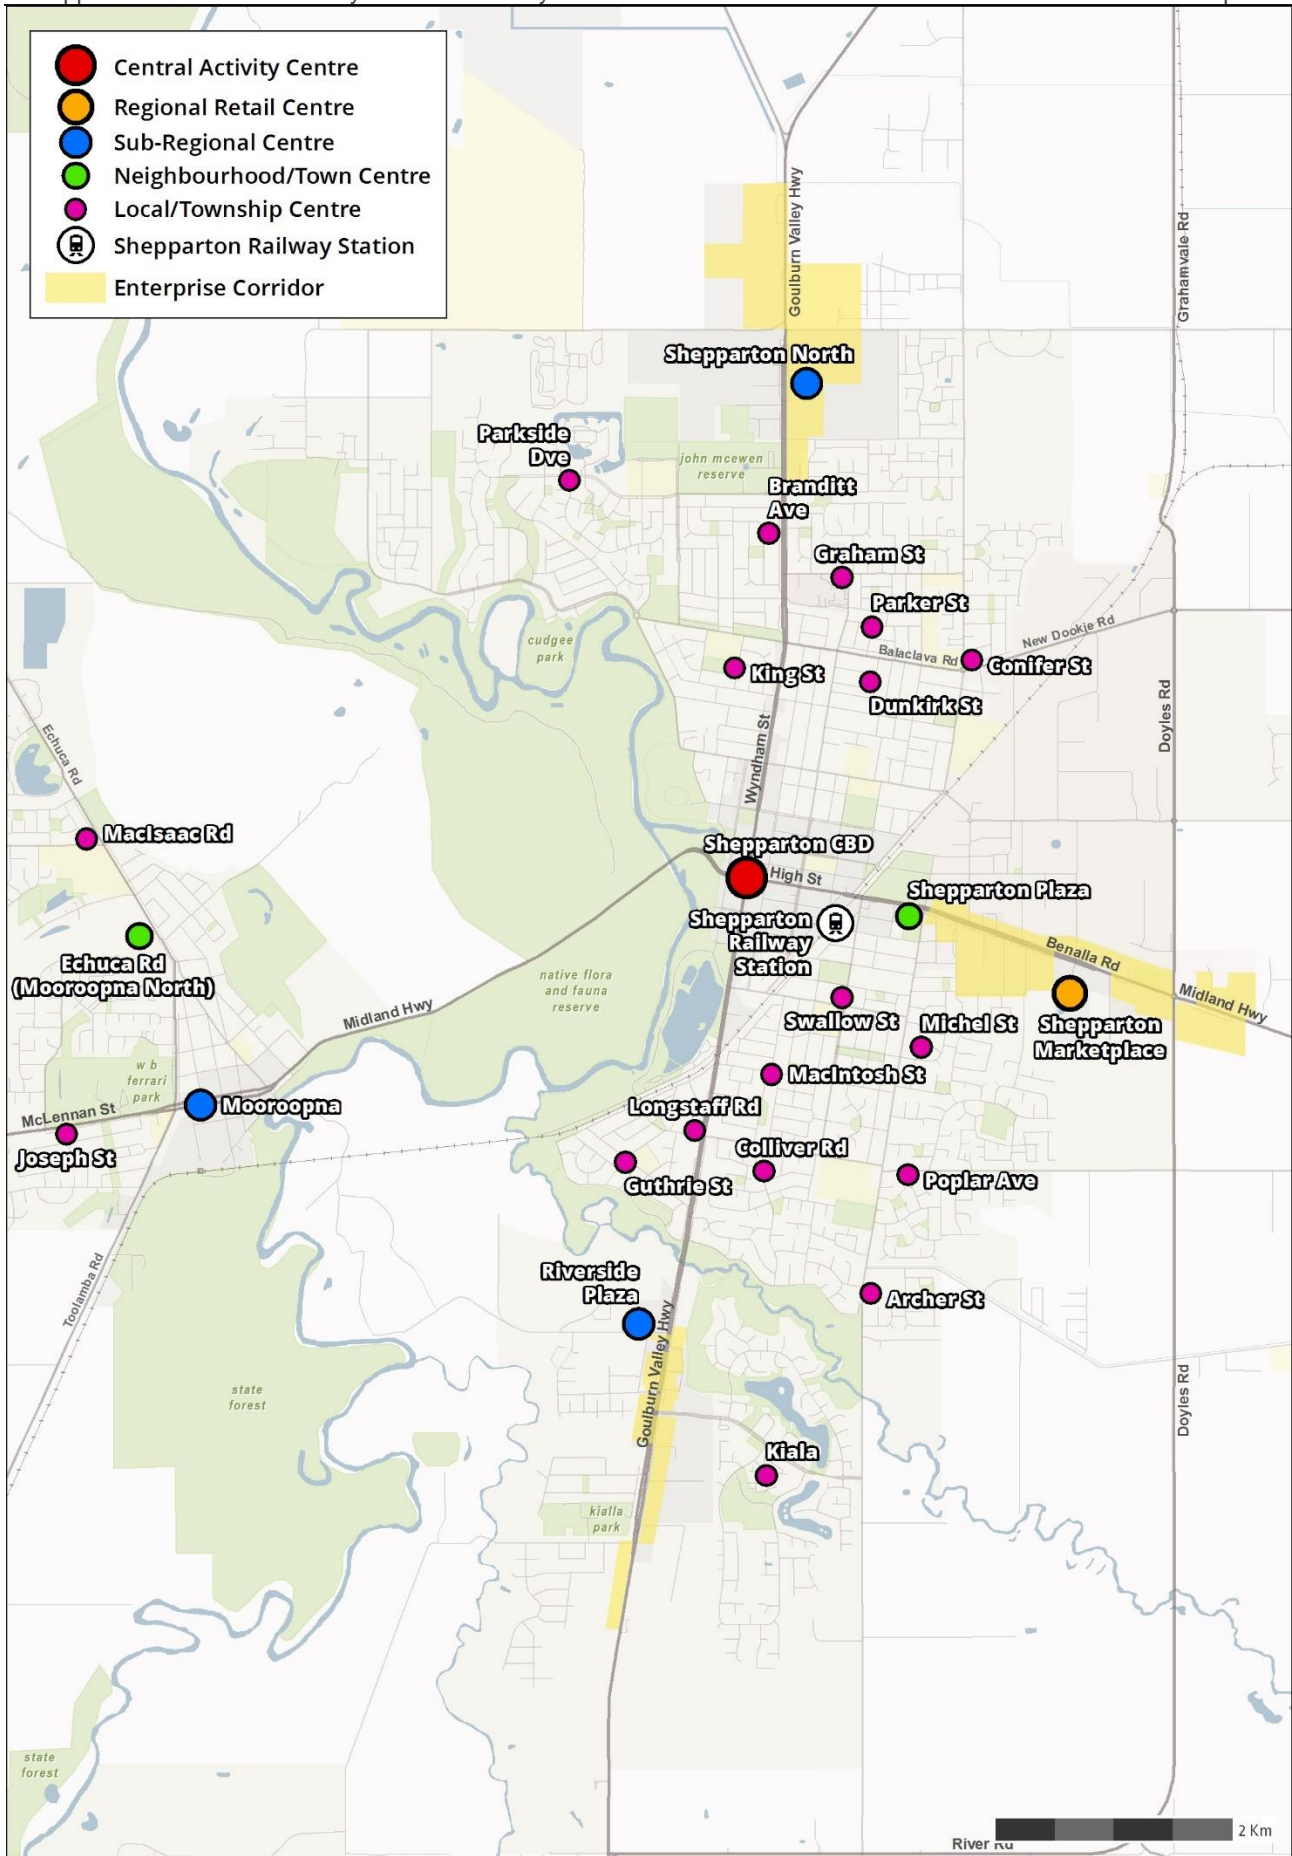 Central Activity Centre
Regional Retail Centre
Sub-Regional Centre
Neighbourhood/Town Centre
Local/Township Centre
Shepparton Railway Station
Enterprise Corridor
Goulburn Valley Hwy
Grahamvale Rd
Shepparton North
Parkside
Dve
john mcewen
reserve
Branditt
Ave
Graham St
Parker St
New Dookie Rd
Balaclava Rd
Conifer St
cudgee
park
King St
Dunkirk St
Doyles Rd
Echuca Rd
Wyndham St
MacIsaac Rd
Shepparton CBD
High St
Shepparton Plaza
Shepparton
Railway
Station
Benalla Rd
Echuca Rd
(Mooroopna North)
native flora
and fauna
reserve
Midland Hwy
Midland Hwy
Swallow St
Michel St
Shepparton
Marketplace
w b
ferrari
park
MacIntosh St
McLennan St
Mooroopna
Longstaff Rd
Joseph St
Colliver Rd
Guthrie St
Poplar Ave
Toolamba Rd
Riverside
Plaza
Archer St
Goulburn Valley Hwy
state
forest
Doyles Rd
Kiala
kialla
park
state
forest
2 Km
River Rd